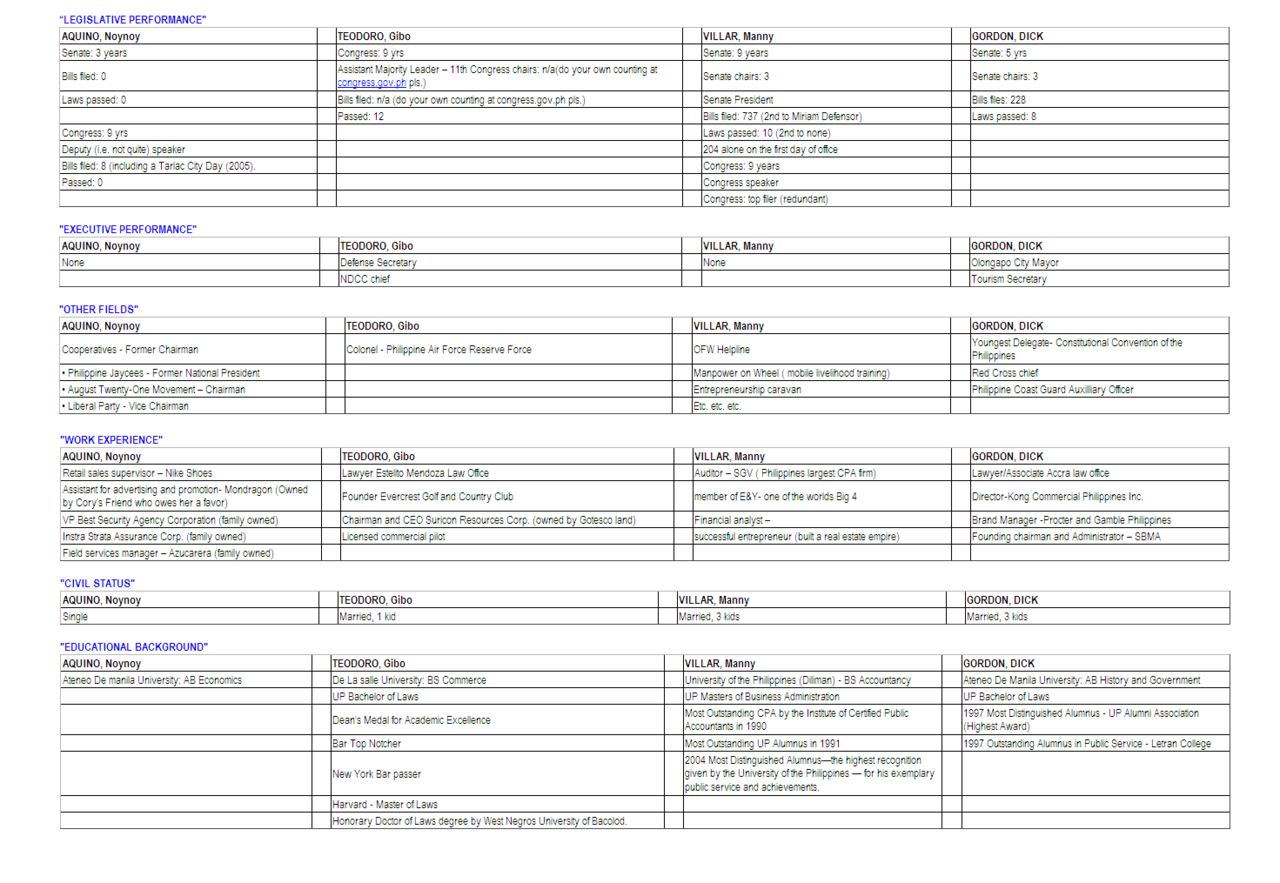 "LEGISLATIVE PERFORMANCE"
AQUINO, Noynoy TEODORO, Gibo VILLAR, Manny GORDON, DICK
Senate: 3 years Congress: 9 yrs Senate: 9 years Senate: 5 yrs
Bills filed: 0 Assistant Majority Leader – 11th Congress chairs: n/a(do your own counting at Senate chairs: 3 Senate chairs: 3
congress.gov.ph pls.)
Laws passed: 0 Bills filed: n/a (do your own counting at congress.gov.ph pls.) Senate President Bills files: 228
Passed: 12 Bills filed: 737 (2nd to Miriam Defensor) Laws passed: 8
Congress: 9 yrs Laws passed: 10 (2nd to none)
Deputy (i.e. not quite) speaker 204 alone on the first day of offce
Bills filed: 8 (including a Tarlac City Day (2005). Congress: 9 years
Passed: 0 Congress speaker
Congress: top filer (redundant)
"EXECUTIVE PERFORMANCE"
AQUINO, Noynoy TEODORO, Gibo VILLAR, Manny GORDON, DICK
None Defense Secretary None Olongapo City Mayor
NDCC chief Tourism Secretary
"OTHER FIELDS"
AQUINO, Noynoy TEODORO, Gibo VILLAR, Manny GORDON, DICK
Cooperatives - Former Chairman Colonel - Philippine Air Force Reserve Force OFW Helpline Youngest Delegate- Constitutional Convention of the
Philippines
• Philippine Jaycees - Former National President Manpower on Wheel ( mobile livelihood training) Red Cross chief
• August Twenty-One Movement – Chairman Entrepreneurship caravan Philippine Coast Guard Auxilliary Officer
• Liberal Party - Vice Chairman Etc. etc. etc.
"WORK EXPERIENCE"
AQUINO, Noynoy TEODORO, Gibo VILLAR, Manny GORDON, DICK
Retail sales supervisor – Nike Shoes Lawyer Estelito Mendoza Law Office Auditor – SGV ( Philippines largest CPA firm) Lawyer/Associate Accra law office
Assistant for advertising and promotion- Mondragon (Owned Founder Evercrest Golf and Country Club member of E&Y- one of the worlds Big 4 Director-Kong Commercial Philippines Inc.
by Cory's Friend who owes her a favor)
VP Best Security Agency Corporation (family owned) Chairman and CEO Suricon Resources Corp. (owned by Gotesco land) Financial analyst – Brand Manager -Procter and Gamble Philippines
Instra Strata Assurance Corp. (family owned) Licensed commercial pilot successful entrepreneur (built a real estate empire) Founding chairman and Administrator – SBMA
Field services manager – Azucarera (family owned)
"CIVIL STATUS"
AQUINO, Noynoy TEODORO, Gibo VILLAR, Manny GORDON, DICK
Single Married, 1 kid Married, 3 kids Married, 3 kids
"EDUCATIONAL BACKGROUND"
AQUINO, Noynoy TEODORO, Gibo VILLAR, Manny GORDON, DICK
Ateneo De manila University: AB Economics De La salle University: BS Commerce University of the Philippines (Diliman) - BS Accountancy Ateneo De Manila University: AB History and Government
UP Bachelor of Laws UP Masters of Business Administration UP Bachelor of Laws
Dean's Medal for Academic Excellence Most Outstanding CPA by the Institute of Certified Public 1997 Most Distinguished Alumnus - UP Alumni Association
Accountants in 1990 (Highest Award)
Bar Top Notcher Most Outstanding UP Alumnus in 1991 1997 Outstanding Alumnus in Public Service - Letran College
New York Bar passer 2004 Most Distinguished Alumnus—the highest recognition
given by the University of the Philippines — for his exemplary
public service and achievements.
Harvard - Master of Laws
Honorary Doctor of Laws degree by West Negros University of Bacolod.